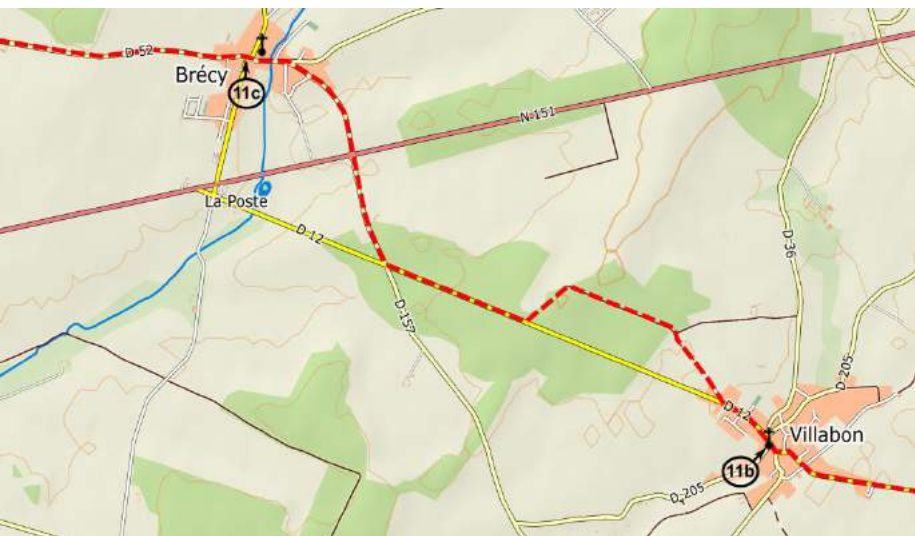 D 52
Brécy
11c
N 151
La Poste
D 12
D 36
D 157
D 205
D 12
Villabon
11b
D 205